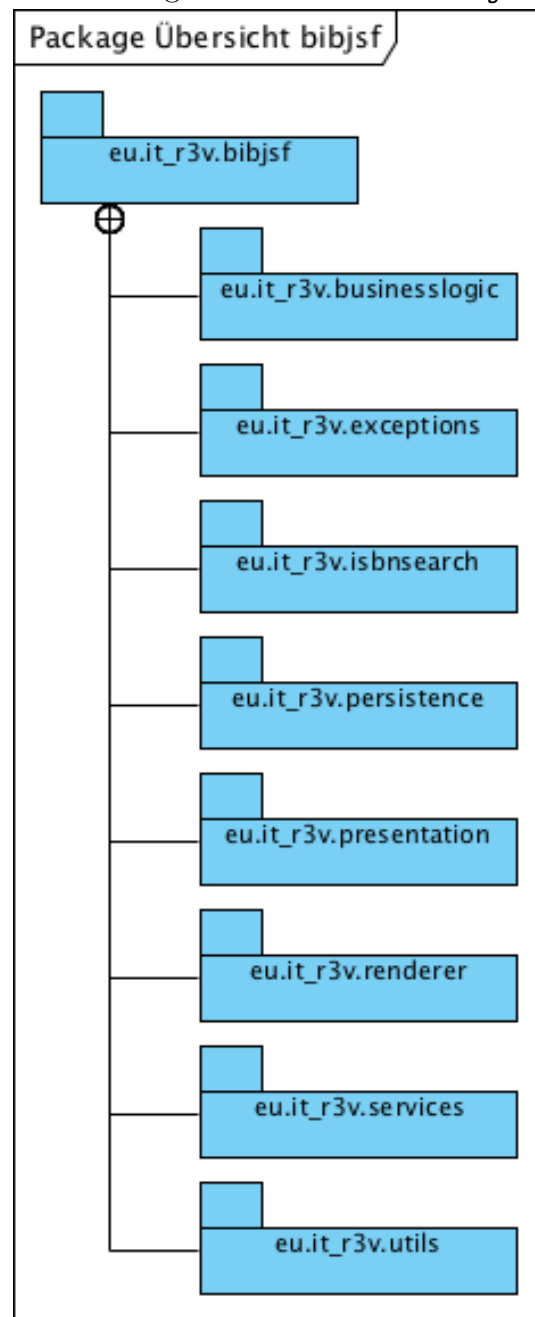 Package Übersicht bibjsf
eu.it_r3v.bibjsf
eu.it_r3v.businesslogic
eu.it_r3v.exceptions
eu.it_r3v.isbnsearch
eu.it_r3v.persistence
eu.it_r3v.presentation
eu.it_r3v.renderer
eu.it_r3v.services
eu.it_r3v.utils